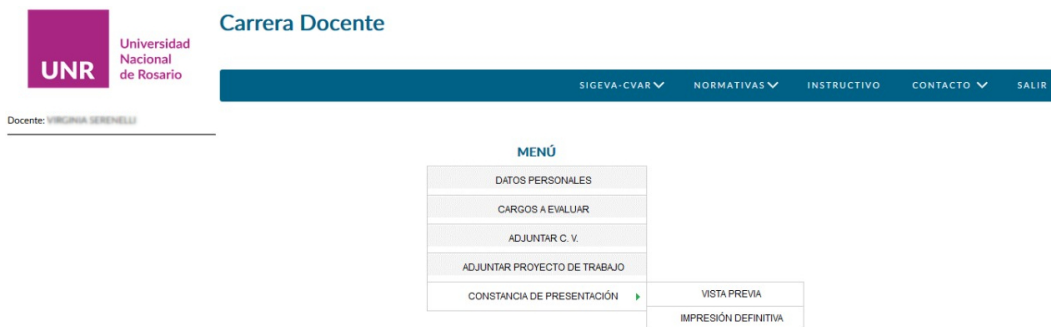 Carrera Docente
UNR
Universidad
Nacional
de Rosario
SIGEVA-CVAR NORMATIVAS INSTRUCTIVO CONTACTO SALIR
Docente:
MENÚ
DATOS PERSONALES
CARGOS A EVALUAR
ADJUNTAR C. V.
ADJUNTAR PROYECTO DE TRABAJO
CONSTANCIA DE PRESENTACIÓN
VISTA PREVIA
IMPRESIÓN DEFINITIVA